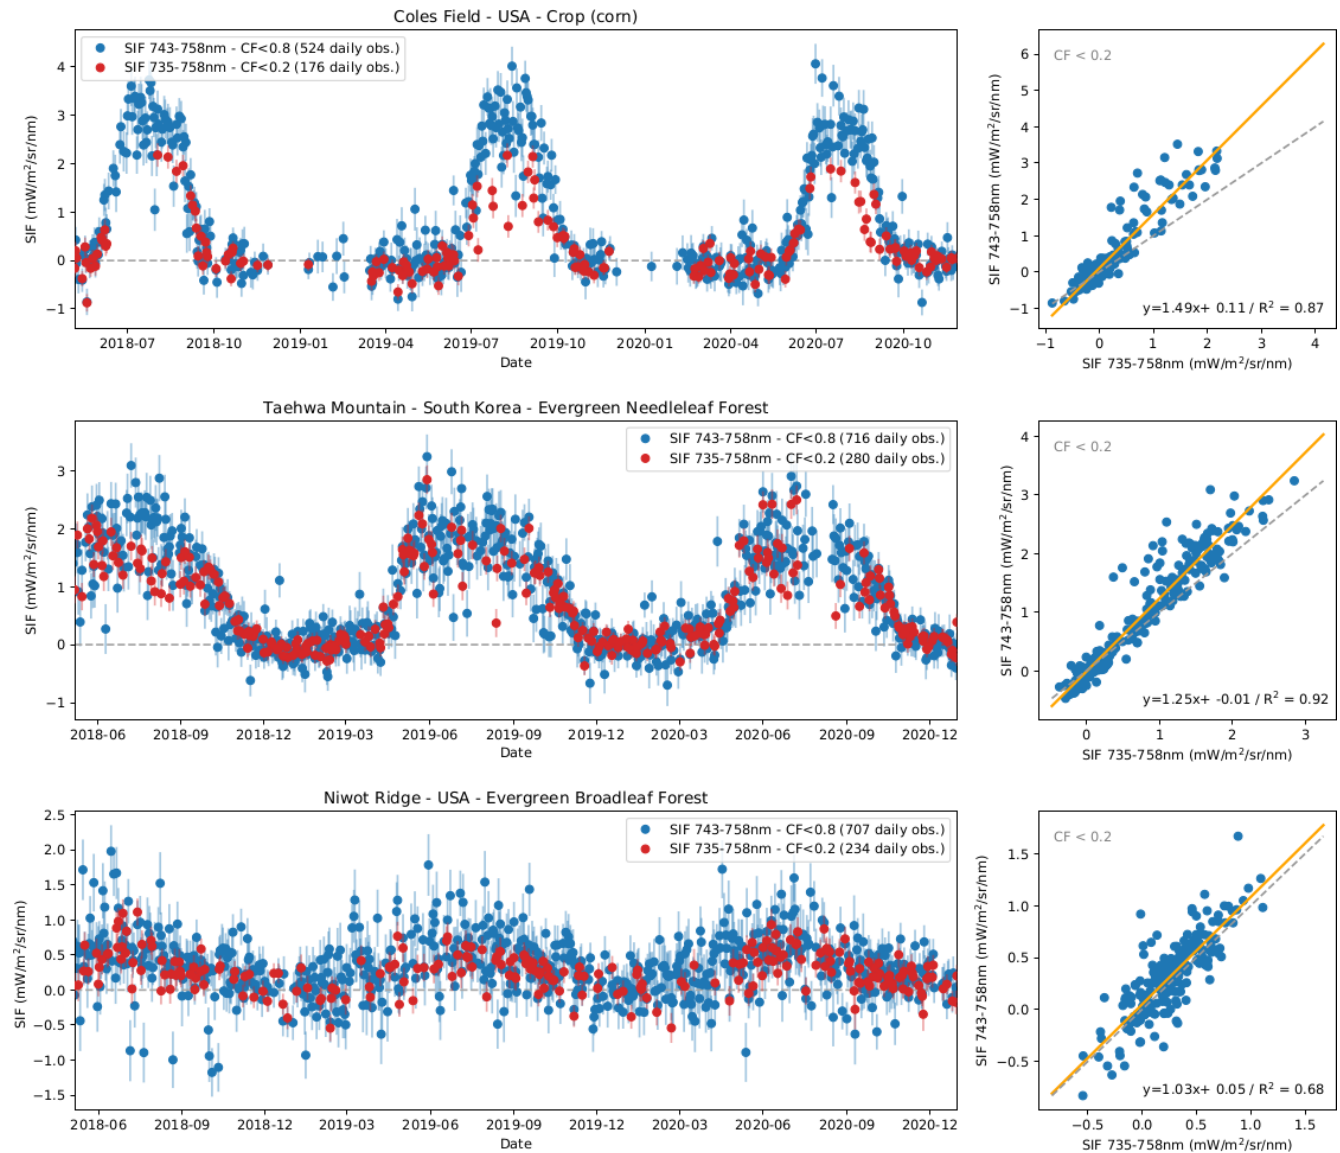 Coles Field - USA - Crop (corn)
SIF 743-758nm - CF<0.8 (524 daily obs.)
SIF 735-758nm - CF<0.2 (176 daily obs.)
SIF (mW/m²/sr/nm)
4
3
2
1
0
−1
2018-07 2018-10 2019-01 2019-04 2019-07 2019-10 2020-01 2020-04 2020-07 2020-10
Date
CF < 0.2
SIF 743-758nm (mW/m²/sr/nm)
6
5
4
3
2
1
0
−1
y=1.49x+ 0.11 / R² = 0.87
−1 0 1 2 3 4
SIF 735-758nm (mW/m²/sr/nm)
Taehwa Mountain - South Korea - Evergreen Needleleaf Forest
SIF 743-758nm - CF<0.8 (716 daily obs.)
SIF 735-758nm - CF<0.2 (280 daily obs.)
SIF (mW/m²/sr/nm)
3
2
1
0
−1
2018-06 2018-09 2018-12 2019-03 2019-06 2019-09 2019-12 2020-03 2020-06 2020-09 2020-12
Date
CF < 0.2
SIF 743-758nm (mW/m²/sr/nm)
4
3
2
1
0
y=1.25x+ -0.01 / R² = 0.92
0 1 2 3
SIF 735-758nm (mW/m²/sr/nm)
Niwot Ridge - USA - Evergreen Broadleaf Forest
SIF 743-758nm - CF<0.8 (707 daily obs.)
SIF 735-758nm - CF<0.2 (234 daily obs.)
SIF (mW/m²/sr/nm)
2.5
2.0
1.5
1.0
0.5
0.0
−0.5
−1.0
−1.5
2018-06 2018-09 2018-12 2019-03 2019-06 2019-09 2019-12 2020-03 2020-06 2020-09 2020-12
Date
CF < 0.2
SIF 743-758nm (mW/m²/sr/nm)
1.5
1.0
0.5
0.0
−0.5
y=1.03x+ 0.05 / R² = 0.68
−0.5 0.0 0.5 1.0 1.5
SIF 735-758nm (mW/m²/sr/nm)